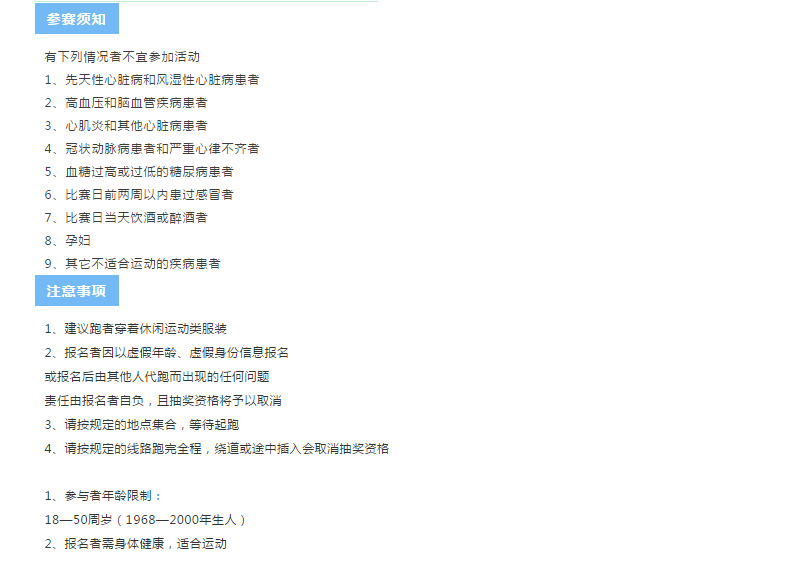 参赛须知
有下列情况者不宜参加活动
1、先天性心脏病和风湿性心脏病患者
2、高血压和脑血管疾病患者
3、心肌炎和其他心脏病患者
4、冠状动脉病患者和严重心律不齐者
5、血糖过高或过低的糖尿病患者
6、比赛日前两周以内患过感冒者
7、比赛日当天饮酒或醉酒者
8、孕妇
9、其它不适合运动的疾病患者
注意事项
1、建议跑者穿着休闲运动类服装
2、报名者因以虚假年龄、虚假身份信息报名
或报名后由其他人代跑而出现的任何问题
责任由报名者自负，且抽奖资格将予以取消
3、请按规定的地点集合，等待起跑
4、请按规定的线路跑完全程，绕道或途中插入会取消抽奖资格
1、参与者年龄限制：
18—50周岁（1968—2000年生人）
2、报名者需身体健康，适合运动